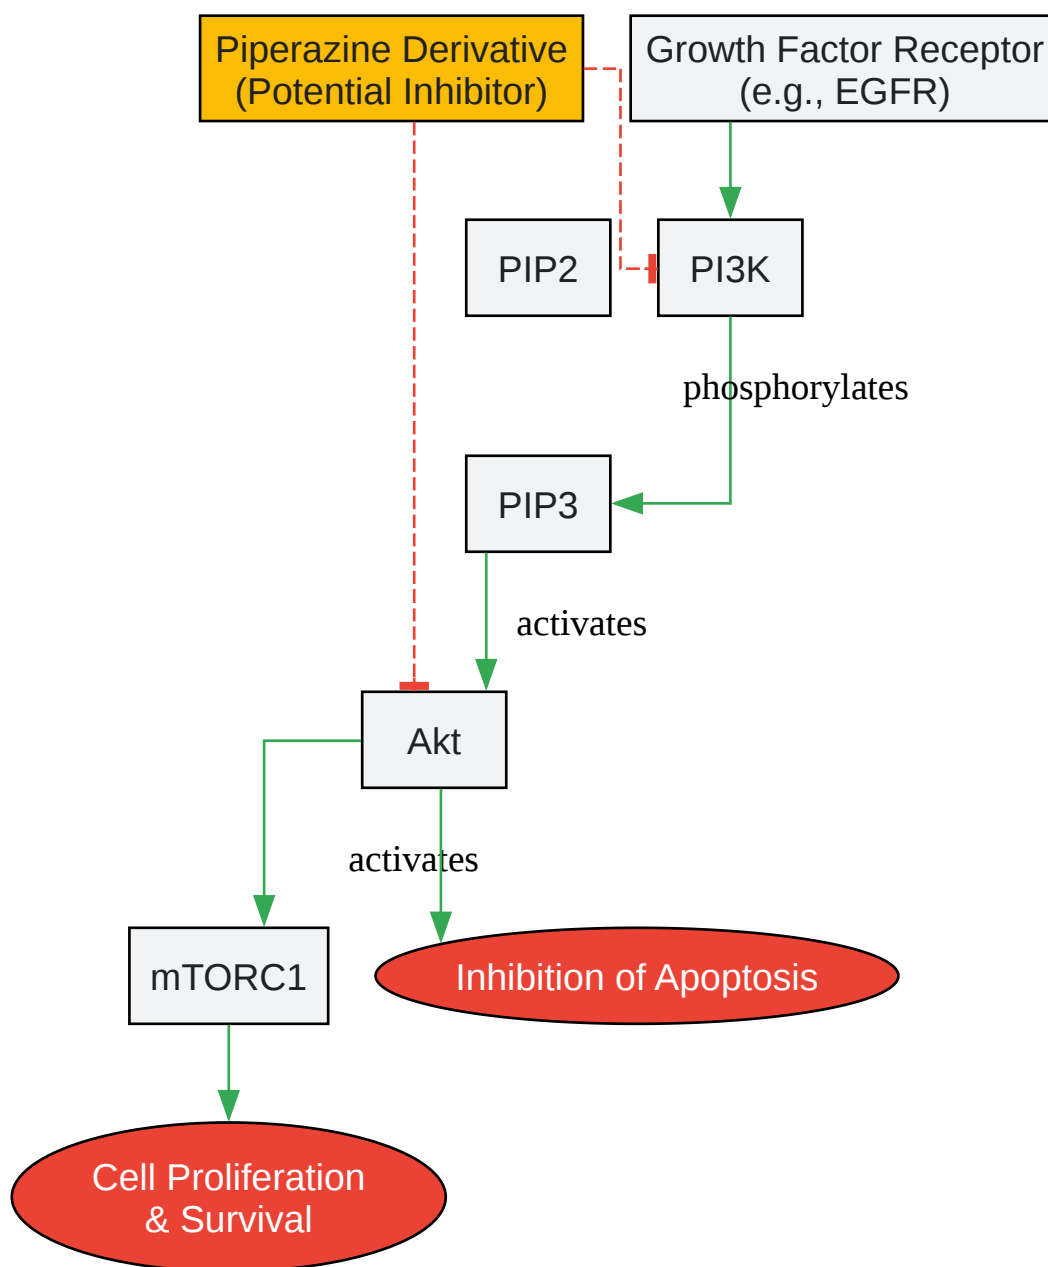 Piperazine Derivative
(Potential Inhibitor)
Growth Factor Receptor
(e.g., EGFR)
PIP2
PI3K
phosphorylates
PIP3
activates
Akt
activates
mTORC1
Inhibition of Apoptosis
Cell Proliferation
& Survival